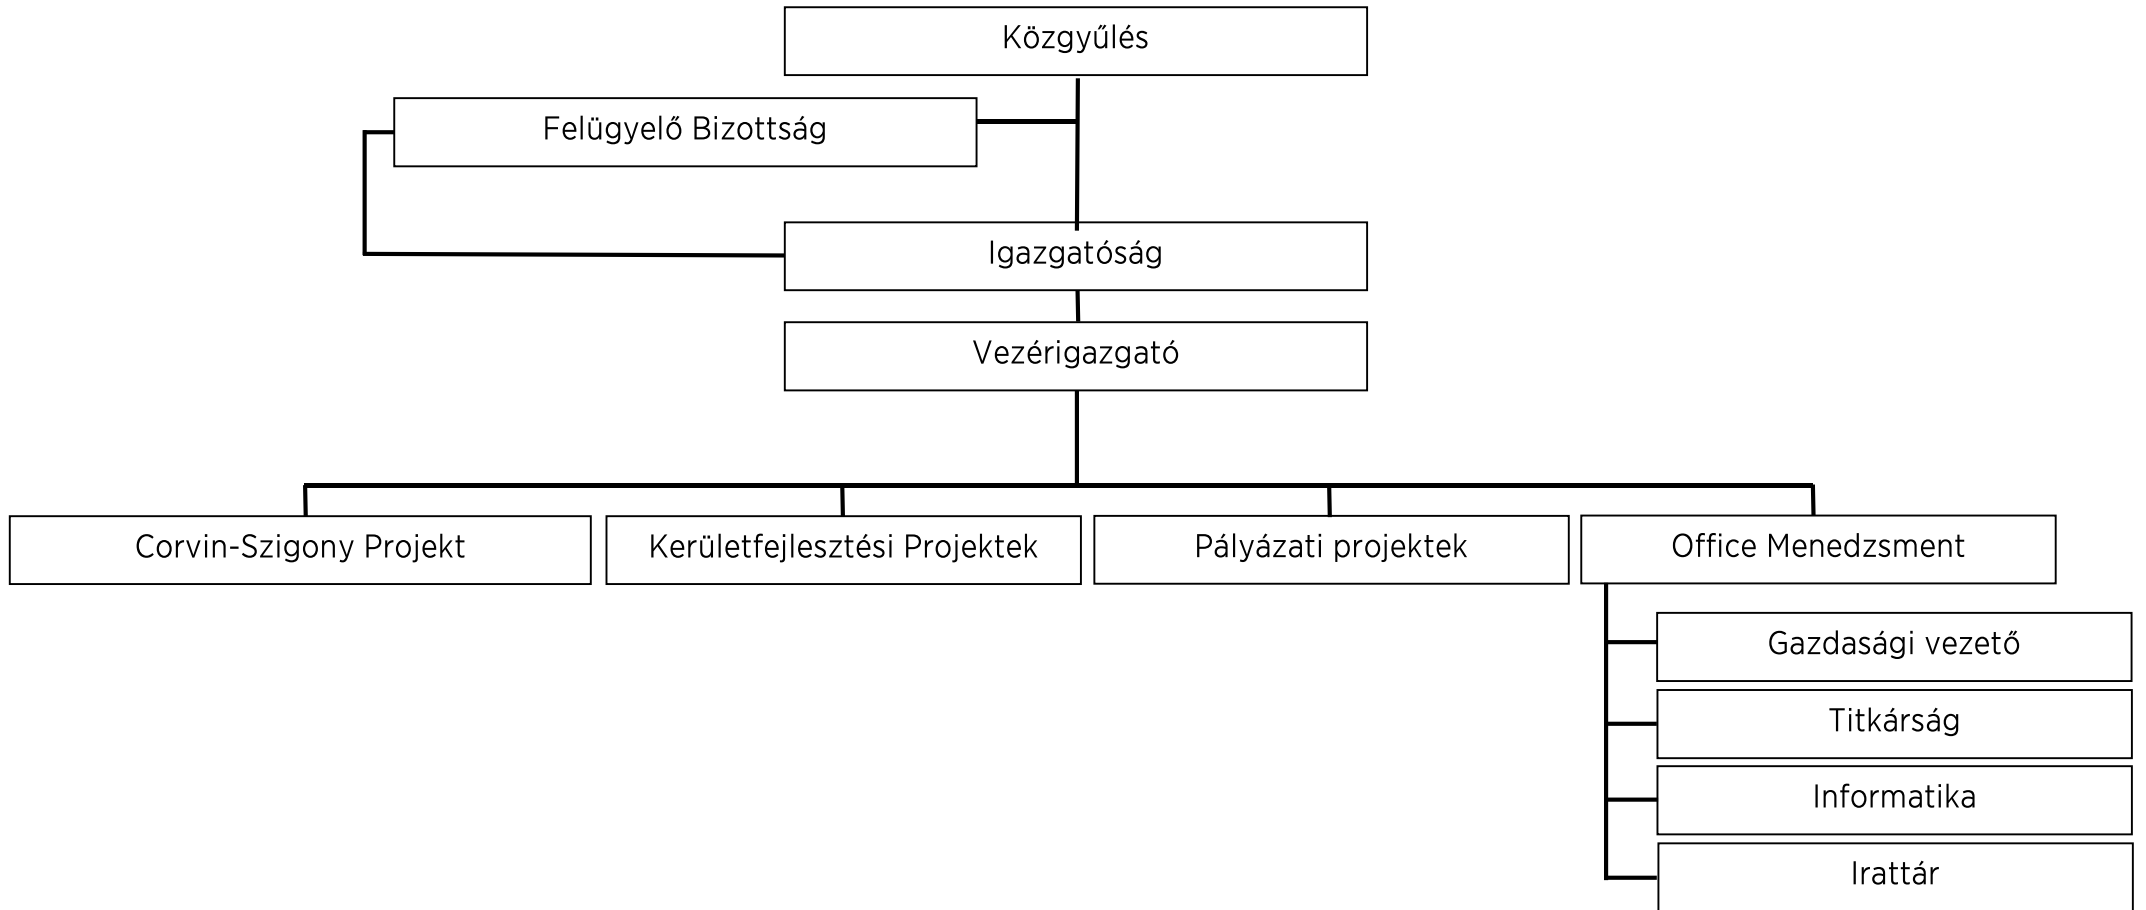 Közgyűlés
Felügyelő Bizottság
Igazgatóság
Vezérigazgató
Corvin-Szigony Projekt
Kerületfejlesztési Projektek
Pályázati projektek
Office Menedzsment
Gazdasági vezető
Titkárság
Informatika
Irattár